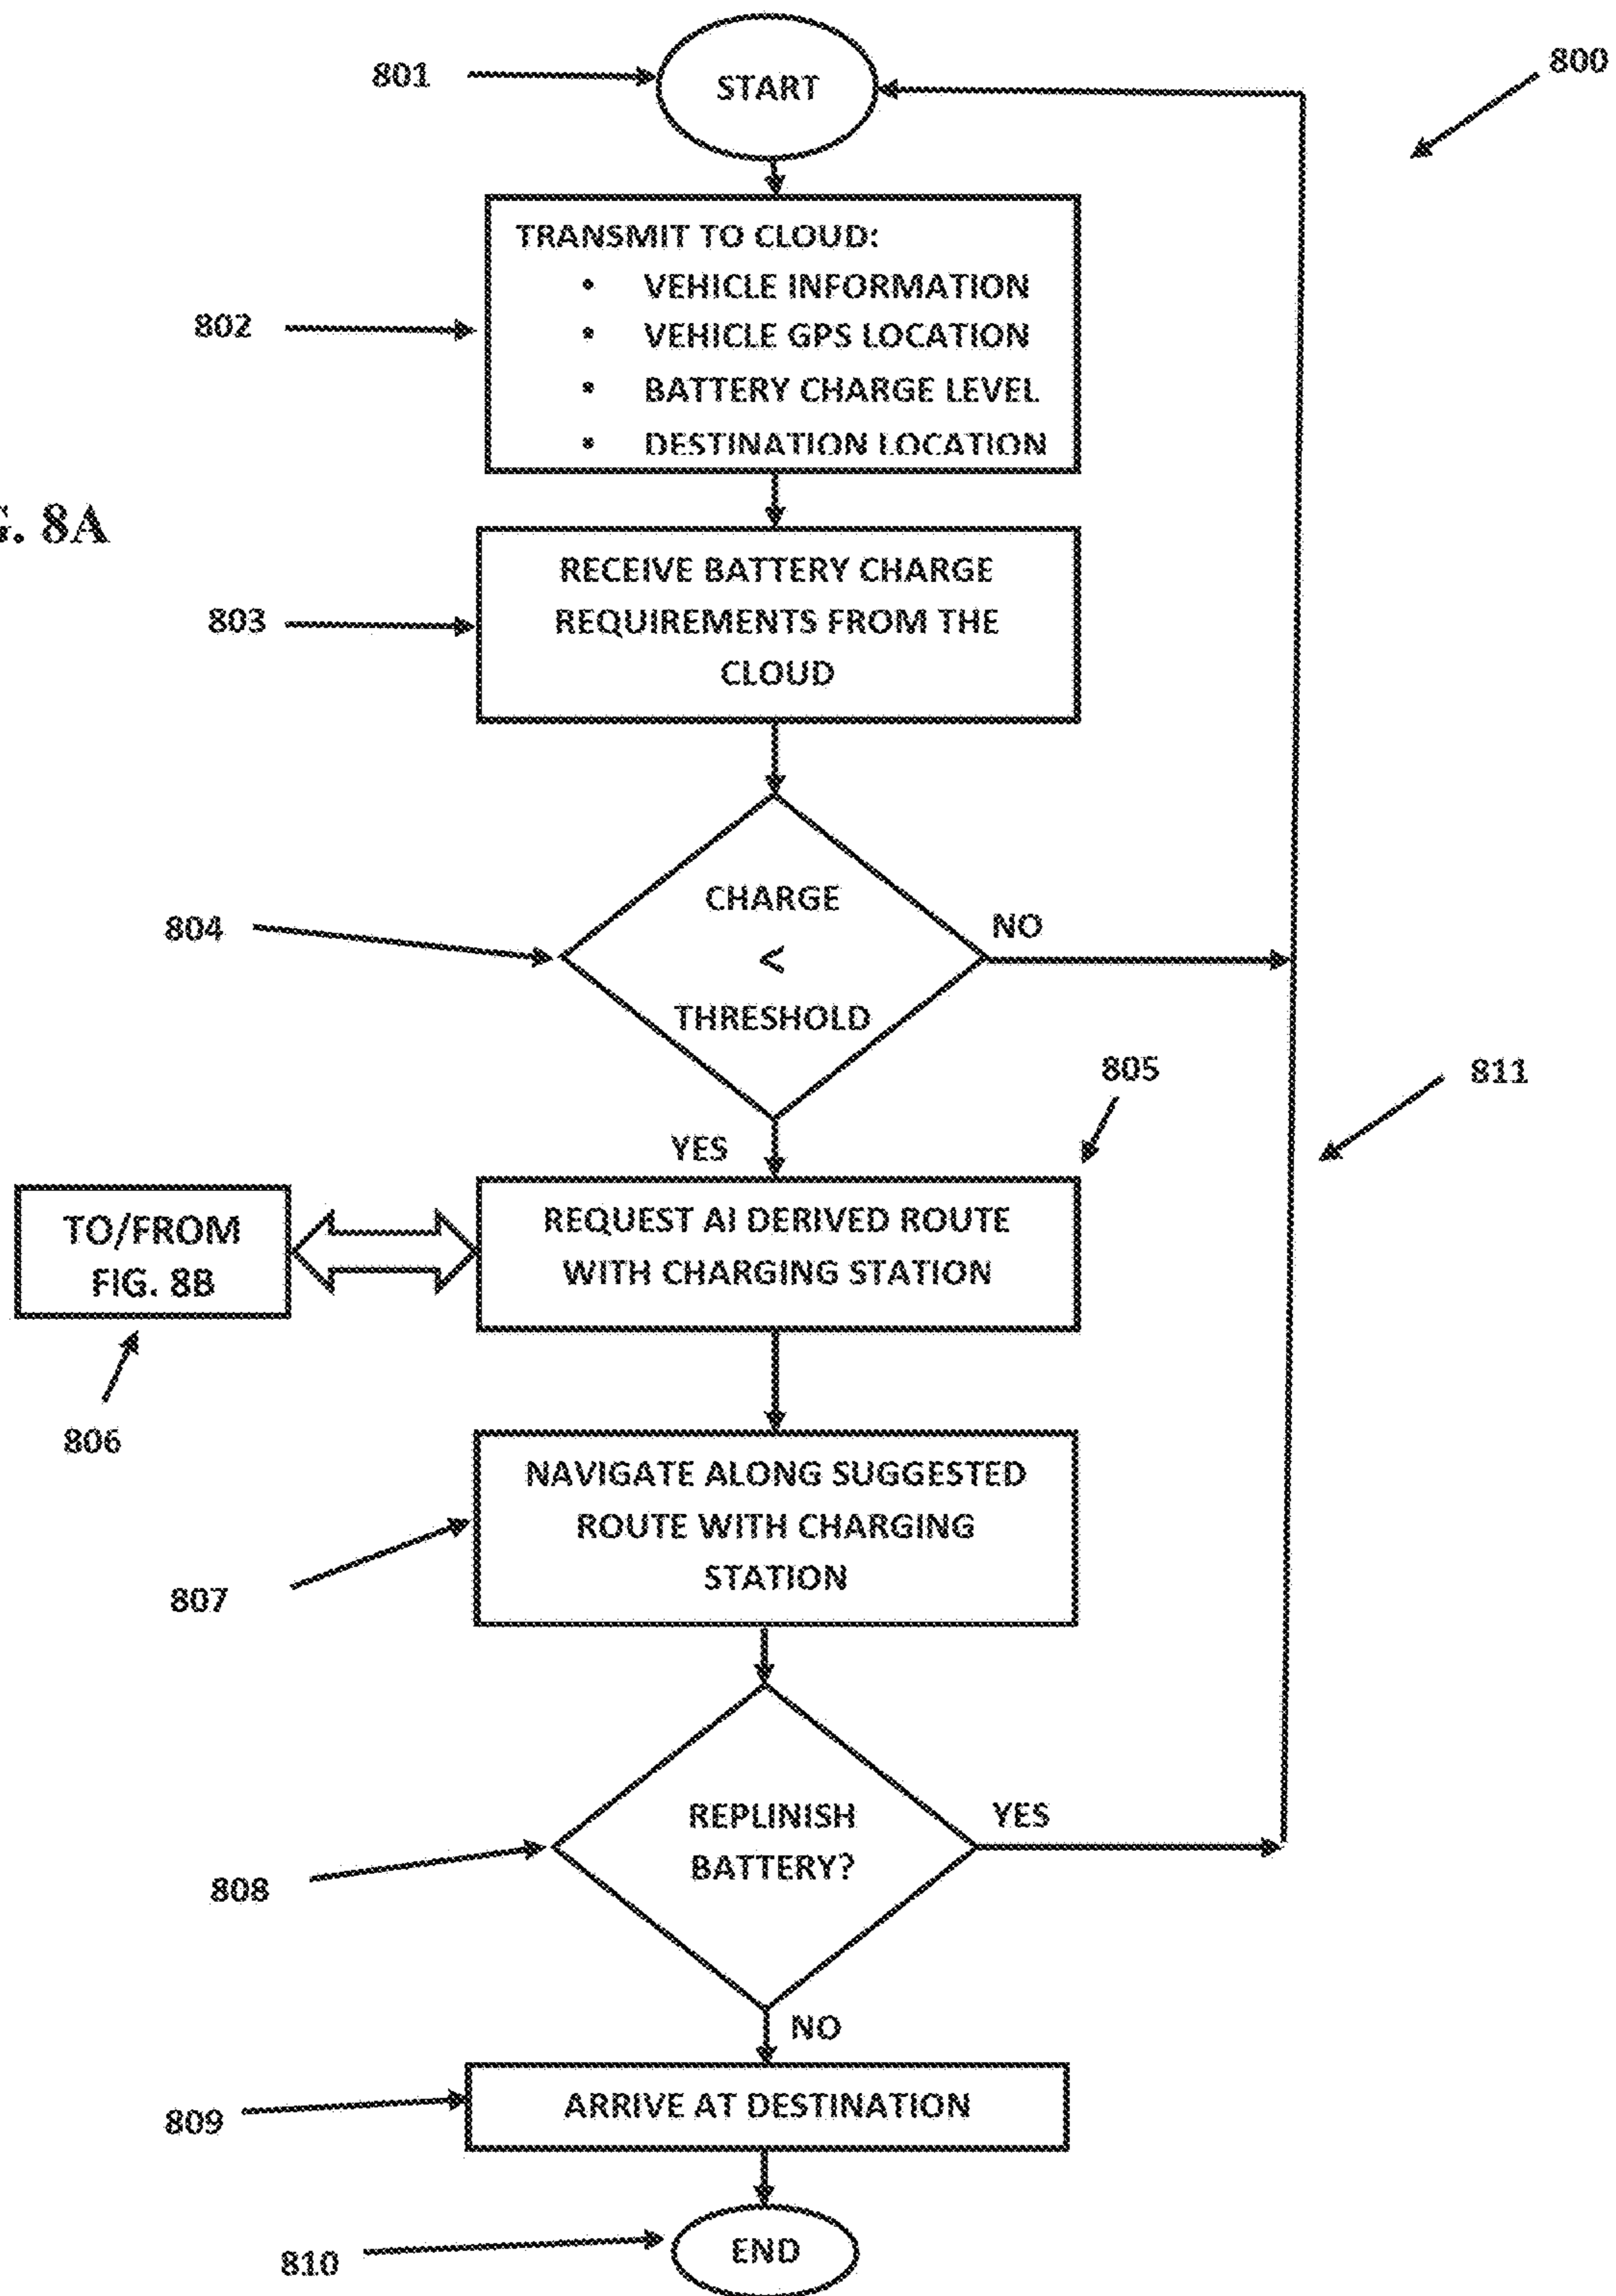 801
START
800
TRANSMIT TO CLOUD:
• VEHICLE INFORMATION
• VEHICLE GPS LOCATION
• BATTERY CHARGE LEVEL
• DESTINATION LOCATION
802
G. 8A
RECEIVE BATTERY CHARGE
REQUIREMENTS FROM THE
CLOUD
803
CHARGE
<
THRESHOLD
804
NO
805
811
YES
TO/FROM
FIG. 8B
REQUEST AI DERIVED ROUTE
WITH CHARGING STATION
806
NAVIGATE ALONG SUGGESTED
ROUTE WITH CHARGING
STATION
807
REPLINISH
BATTERY?
YES
808
NO
ARRIVE AT DESTINATION
809
END
810